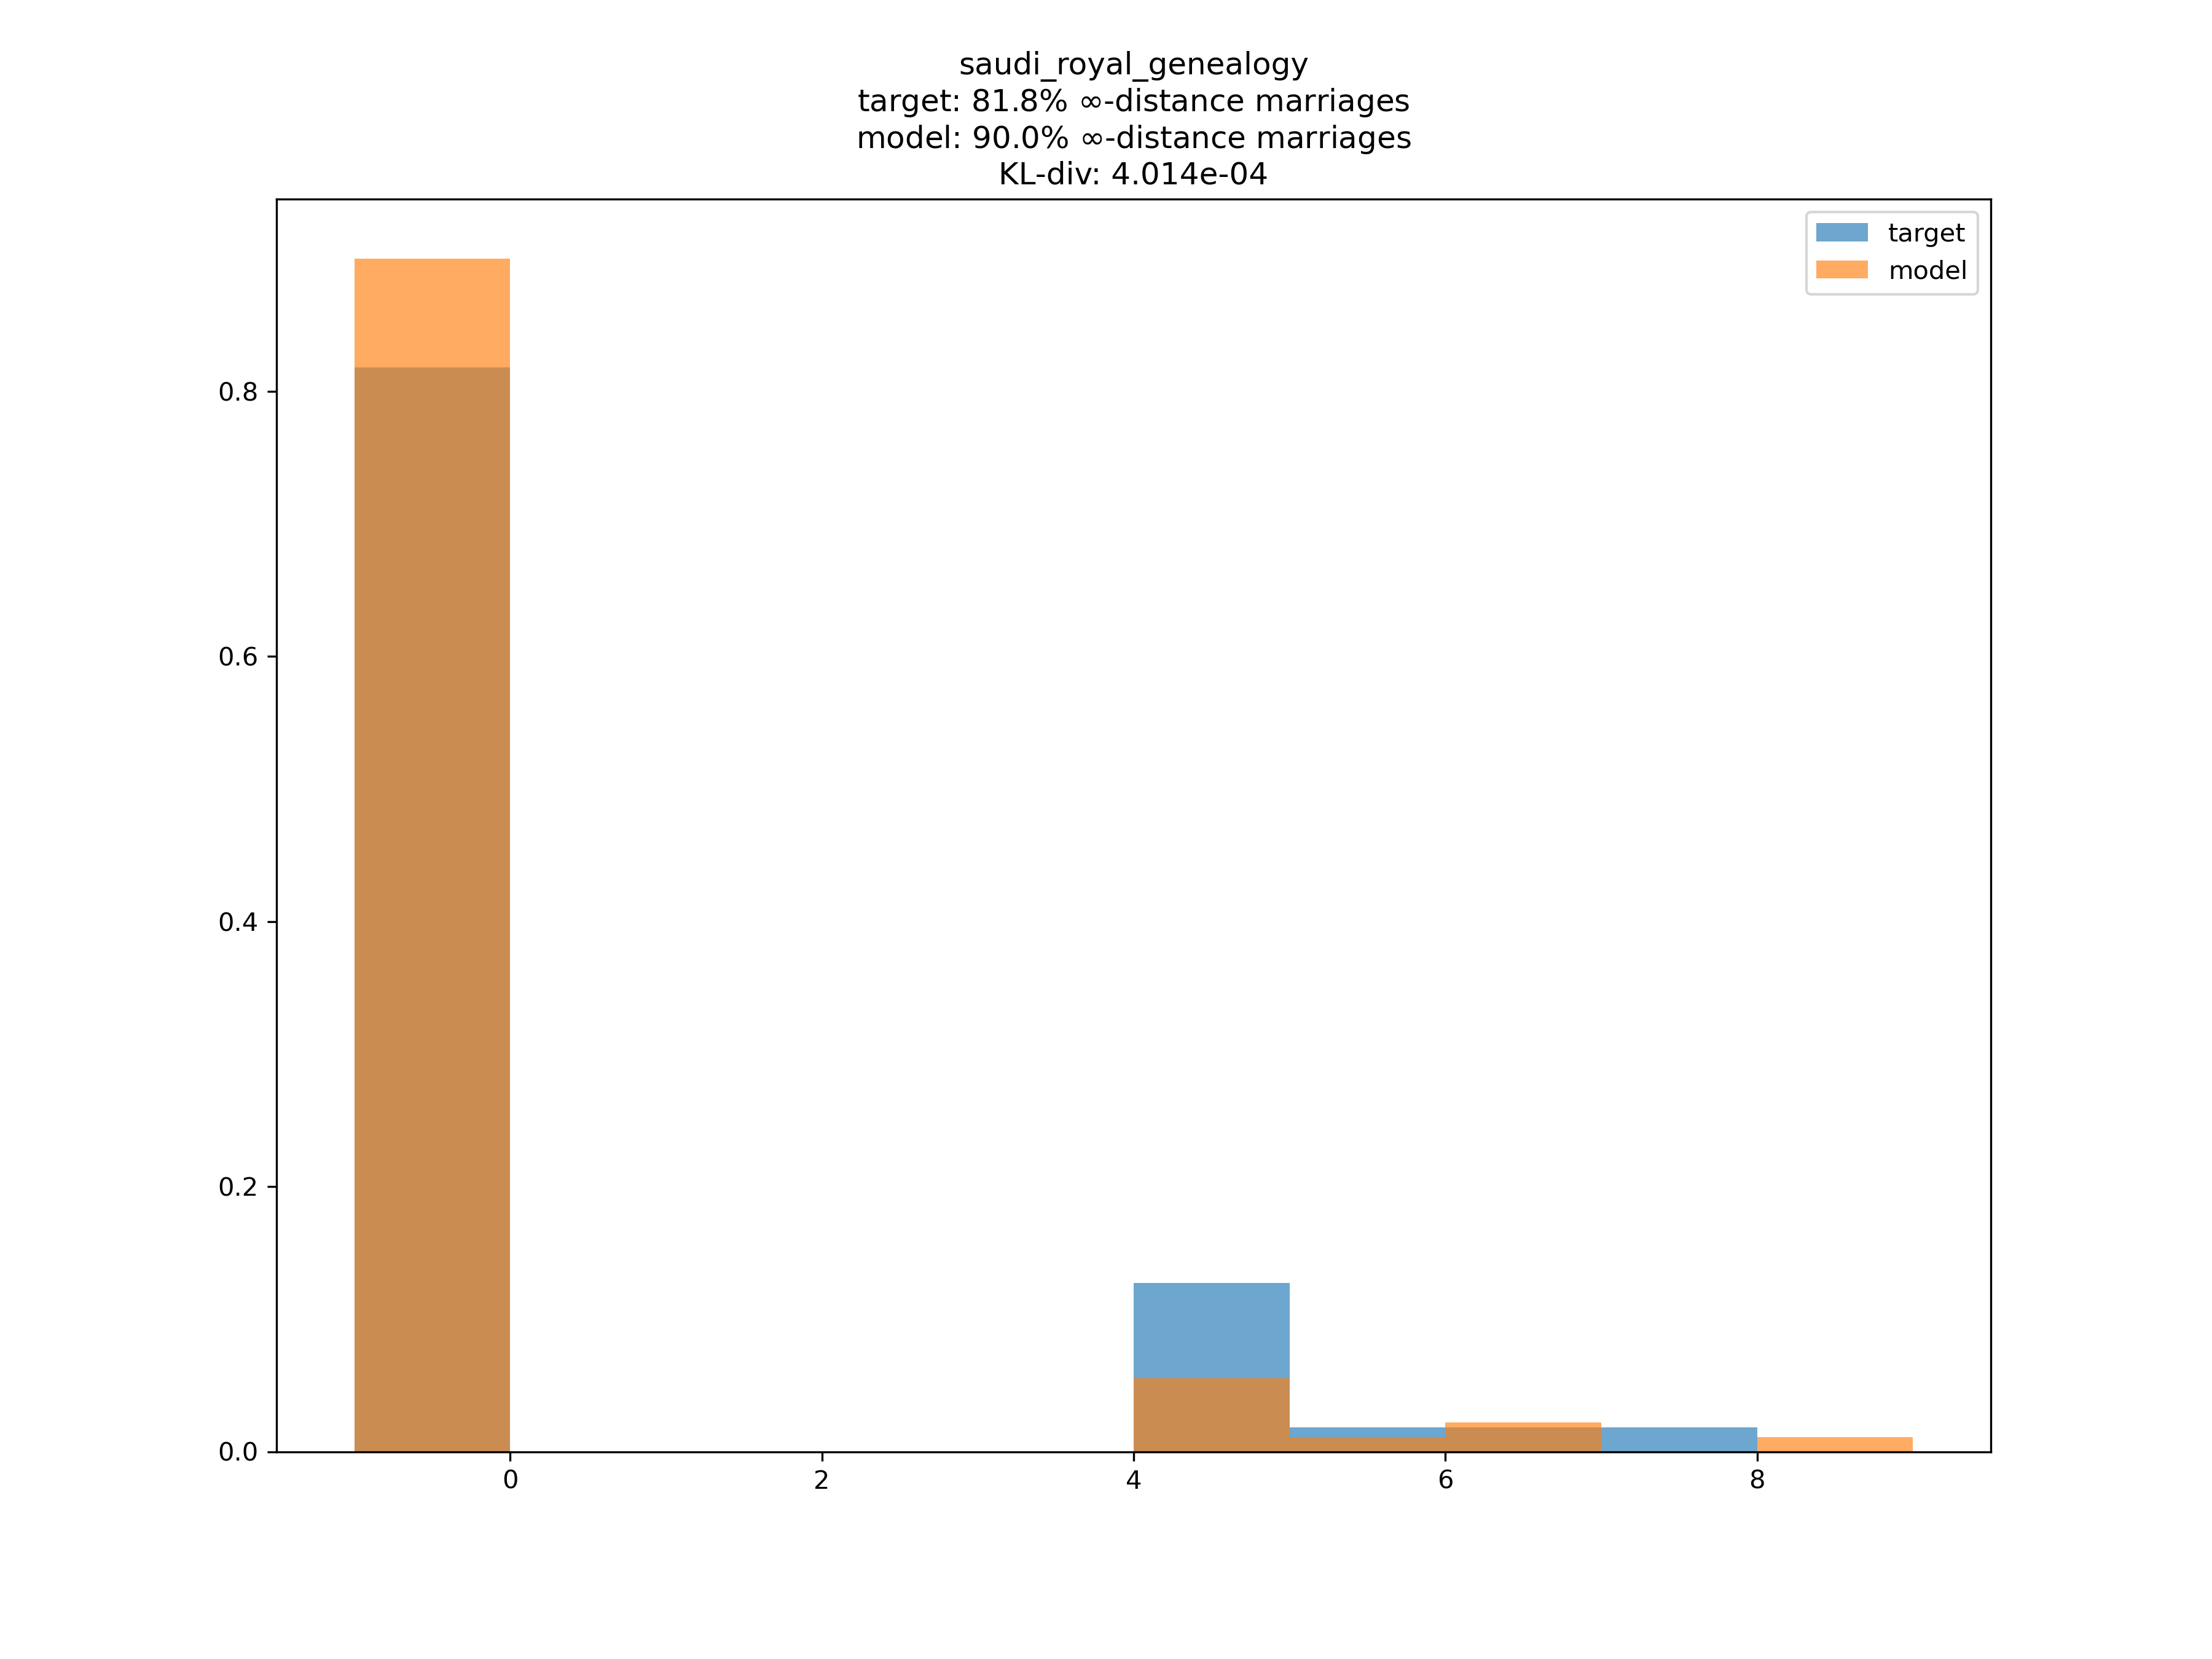 saudi_royal_genealogy
target: 81.8% ∞-distance marriages
model: 90.0% ∞-distance marriages
KL-div: 4.014e-04
target
model
0.8
0.6
0.4
0.2
0.0
0 2 4 6 8